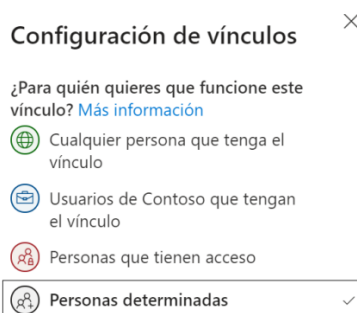 Configuración de vínculos
¿Para quién quieres que funcione este
vínculo? Más información
Cualquier persona que tenga el
vínculo
Usuarios de Contoso que tengan
el vínculo
Personas que tienen acceso
Personas determinadas